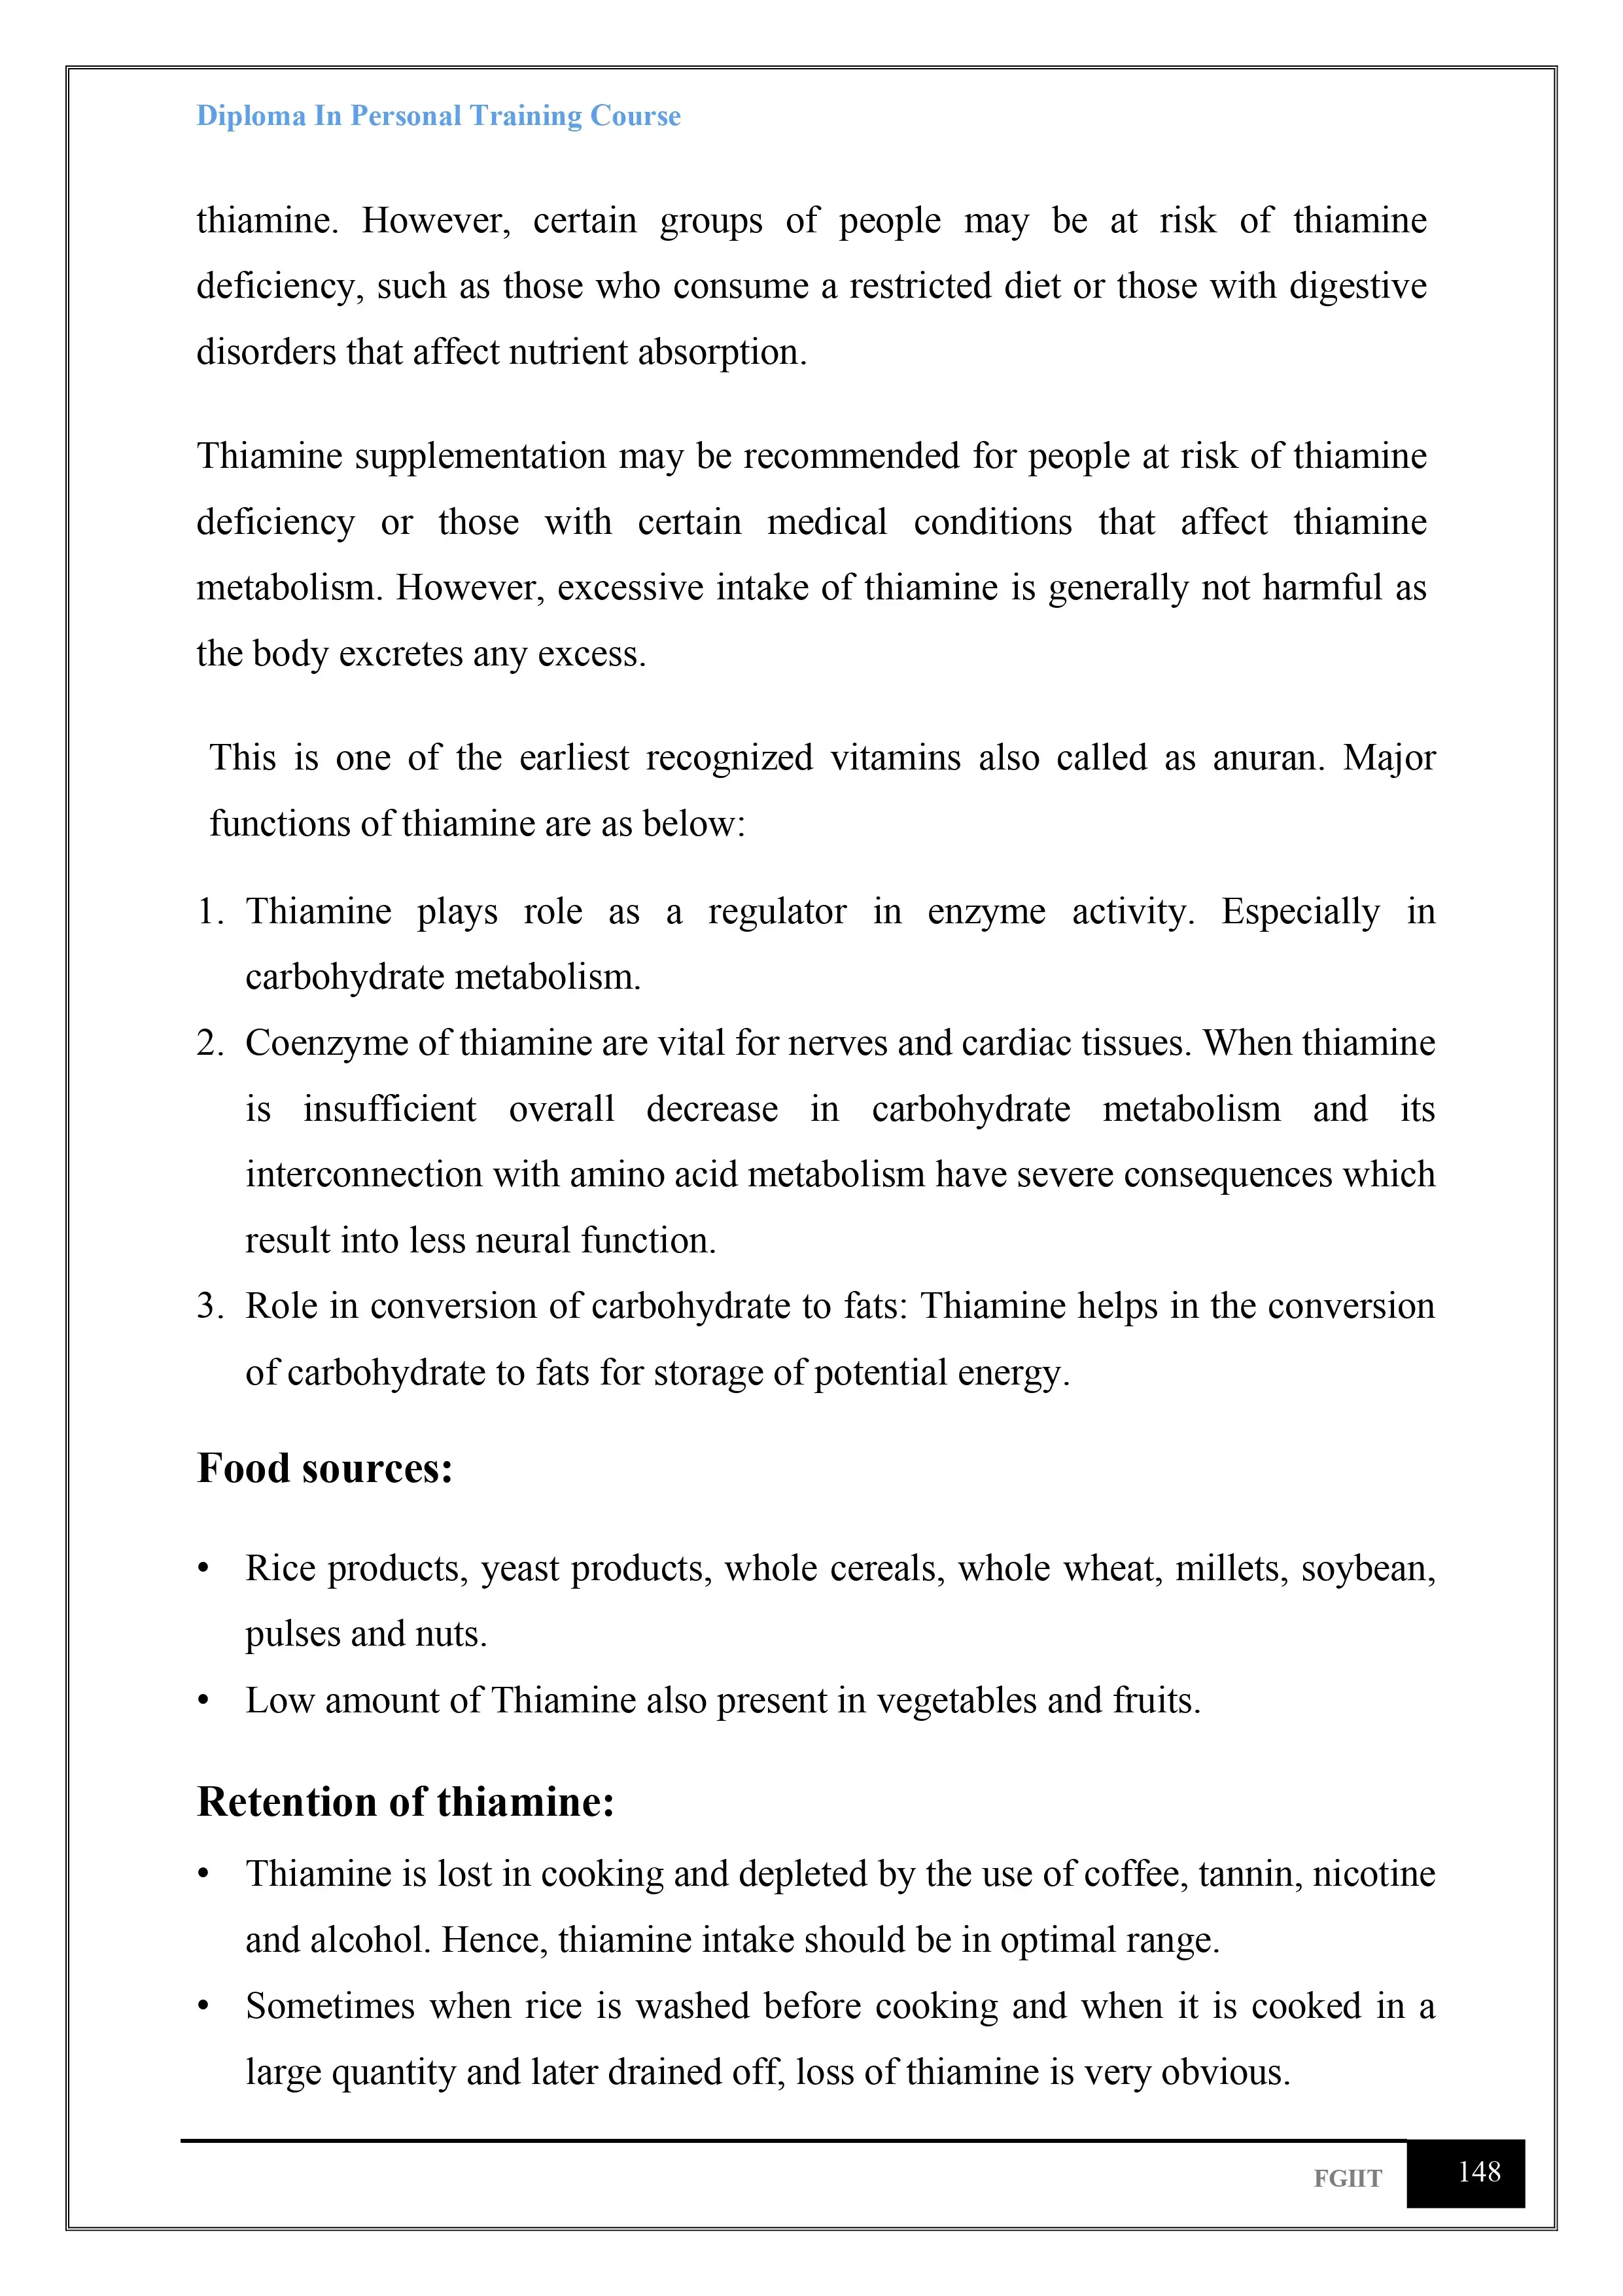 Diploma In Personal Training Course
thiamine. However, certain groups of people may be at risk of thiamine
deficiency, such as those who consume a restricted diet or those with digestive
disorders that affect nutrient absorption.
Thiamine supplementation may be recommended for people at risk of thiamine
deficiency or those with certain medical conditions that affect thiamine
metabolism. However, excessive intake of thiamine is generally not harmful as
the body excretes any excess.
This is one of the earliest recognized vitamins also called as anuran. Major
functions of thiamine are as below:
1. Thiamine plays role as a regulator in enzyme activity. Especially in
carbohydrate metabolism.
2. Coenzyme of thiamine are vital for nerves and cardiac tissues. When thiamine
is insufficient overall decrease in carbohydrate metabolism and its
interconnection with amino acid metabolism have severe consequences which
result into less neural function.
3. Role in conversion of carbohydrate to fats: Thiamine helps in the conversion
of carbohydrate to fats for storage of potential energy.
Food sources:
• Rice products, yeast products, whole cereals, whole wheat, millets, soybean,
pulses and nuts.
• Low amount of Thiamine also present in vegetables and fruits.
Retention of thiamine:
• Thiamine is lost in cooking and depleted by the use of coffee, tannin, nicotine
and alcohol. Hence, thiamine intake should be in optimal range.
• Sometimes when rice is washed before cooking and when it is cooked in a
large quantity and later drained off, loss of thiamine is very obvious.
FGIIT 148